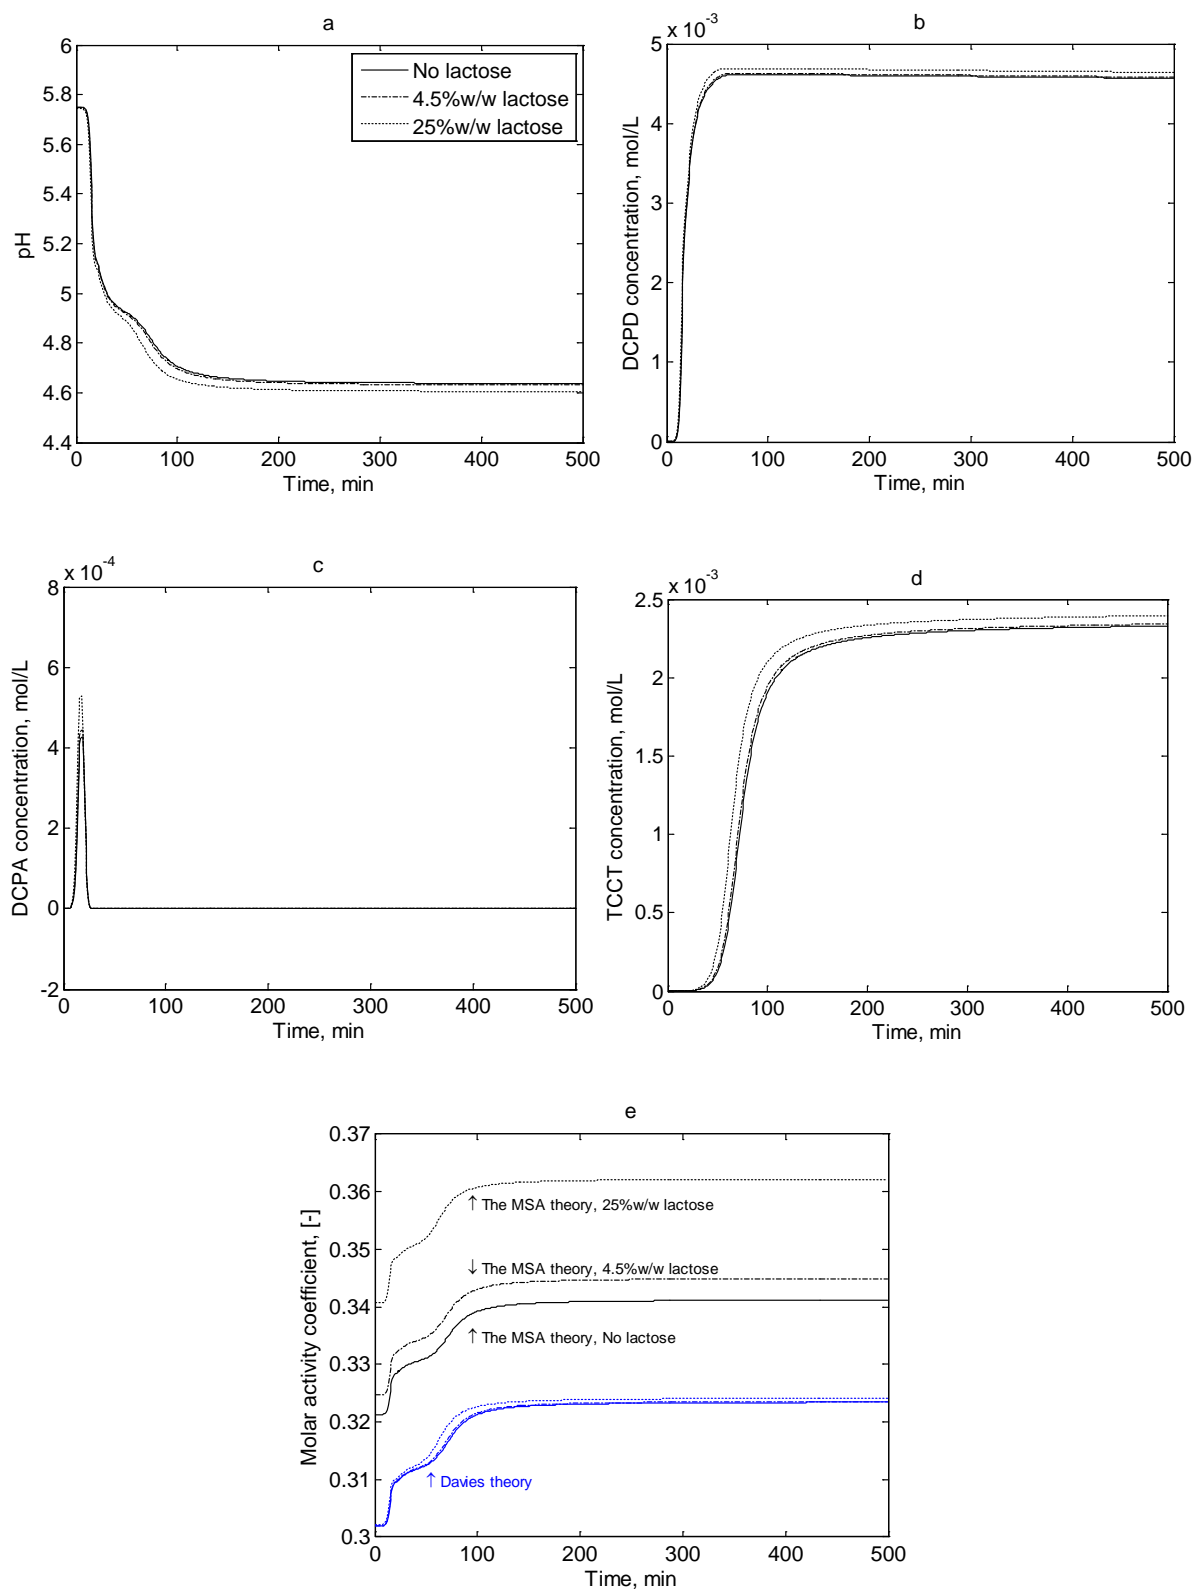 a
6
5.8
5.6
5.4
5.2
5
4.8
4.6
4.4
pH
0 100 200 300 400 500
Time, min
No lactose
4.5%w/w lactose
25%w/w lactose
b
x 10⁻³
5
4
3
2
1
0
DCPD concentration, mol/L
0 100 200 300 400 500
Time, min
c
x 10⁻⁴
8
6
4
2
0
-2
DCPA concentration, mol/L
0 100 200 300 400 500
Time, min
d
x 10⁻³
2.5
2
1.5
1
0.5
0
TCCT concentration, mol/L
0 100 200 300 400 500
Time, min
e
0.37
0.36
0.35
0.34
0.33
0.32
0.31
0.3
Molar activity coefficient, [-]
↑ The MSA theory, 25%w/w lactose
↓ The MSA theory, 4.5%w/w lactose
↑ The MSA theory, No lactose
↑ Davies theory
0 100 200 300 400 500
Time, min